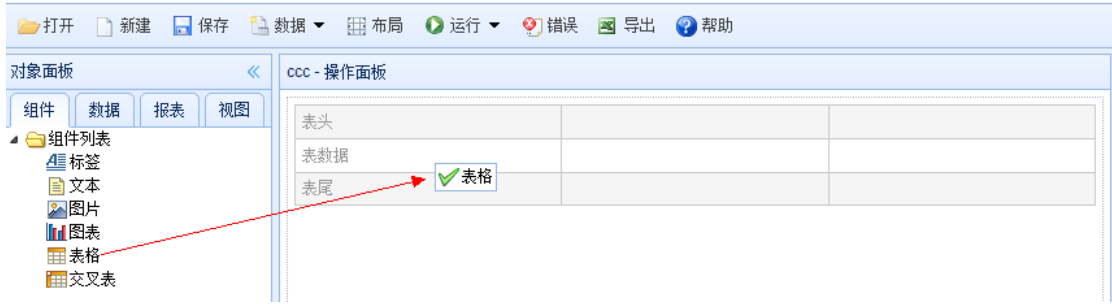 打开 新建 保存 数据 布局 运行 错误 导出 帮助
对象面板
ccc - 操作面板
组件 数据 报表 视图
组件列表
标签
文本
图片
图表
表格
交叉表
表头
表数据
表格
表尾